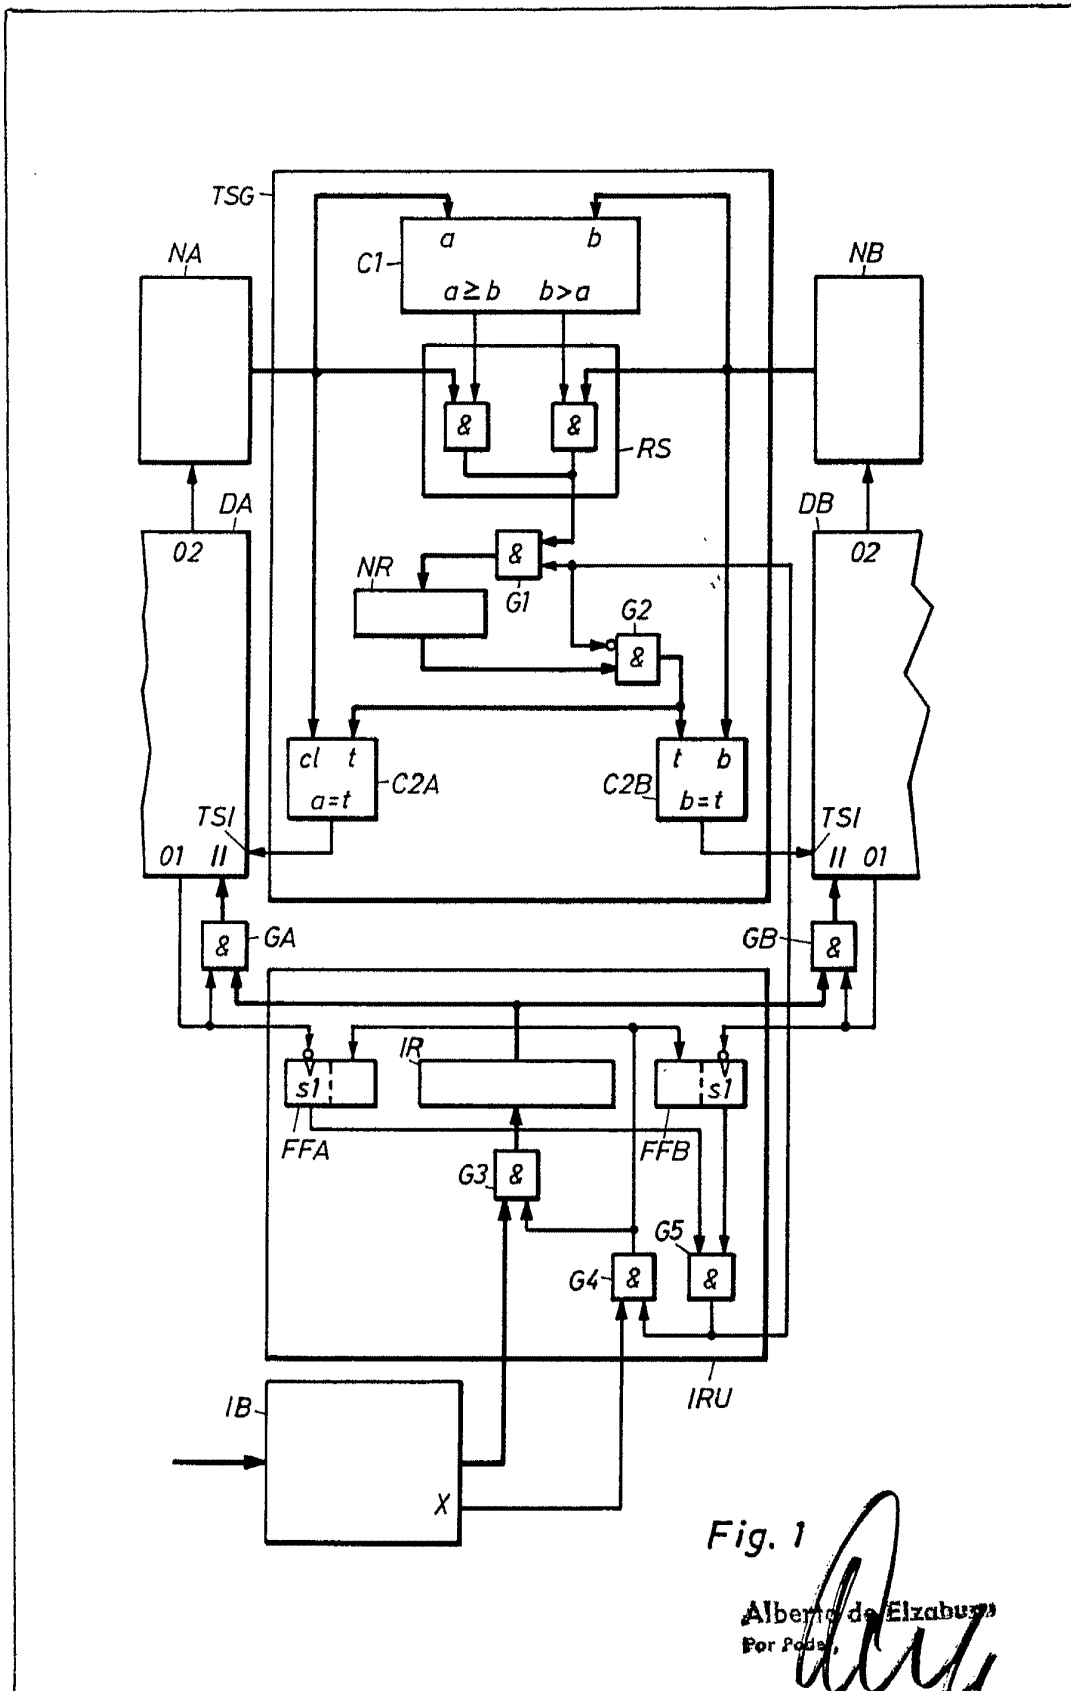 TSG
a b
C1
a ≥ b b > a
NA
NB
& &
RS
DA
DB
02
02
&
G1
NR
G2
&
cl t
a = t
C2A
t b
b = t
C2B
TSI
TSI
01 II
II 01
&
GA
GB
&
IR
s1
s1
FFA
FFB
G3
&
G5
G4
&
&
IRU
IB
X
Fig. 1
Alberto de Elzaburu
Por Poder,